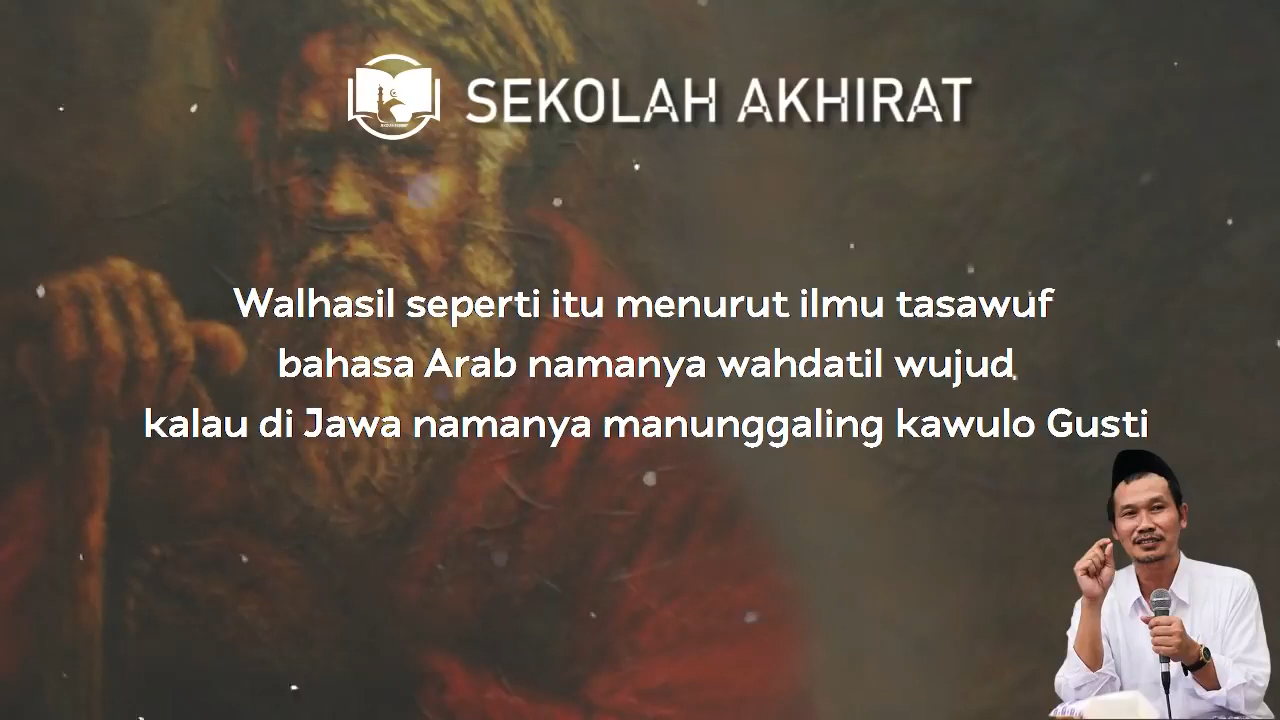 SEKOLAH AKHIRAT
Walhasil seperti itu menurut ilmu tasawuf
bahasa Arab namanya wahdatil wujud
kalau di Jawa namanya manunggaling kawulo Gusti